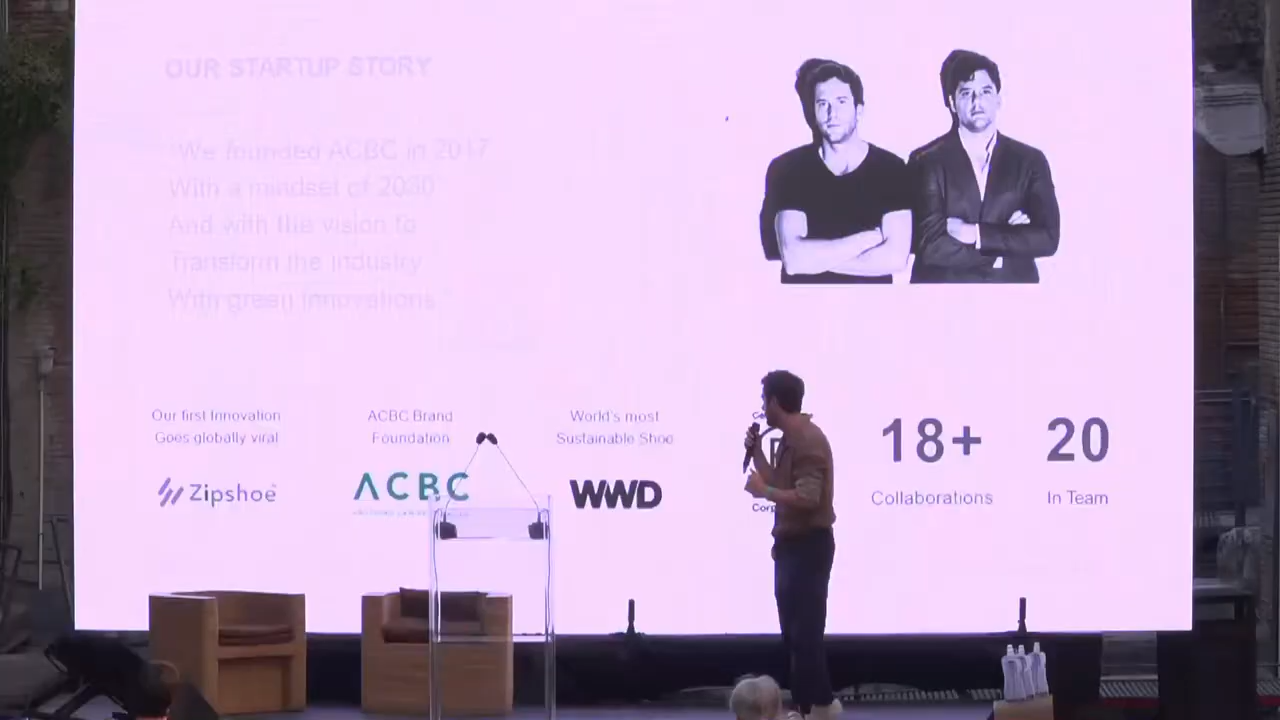 OUR STARTUP STORY
We founded ACBC in 2017
With a mindset of 2030
And with the vision to
Transform the industry
With green innovations
Our first Innovation
Goes globally viral
Zipshoe
ACBC Brand
Foundation
ACBC
World's most
Sustainable Shoe
WWD
18+
Collaborations
20
In Team